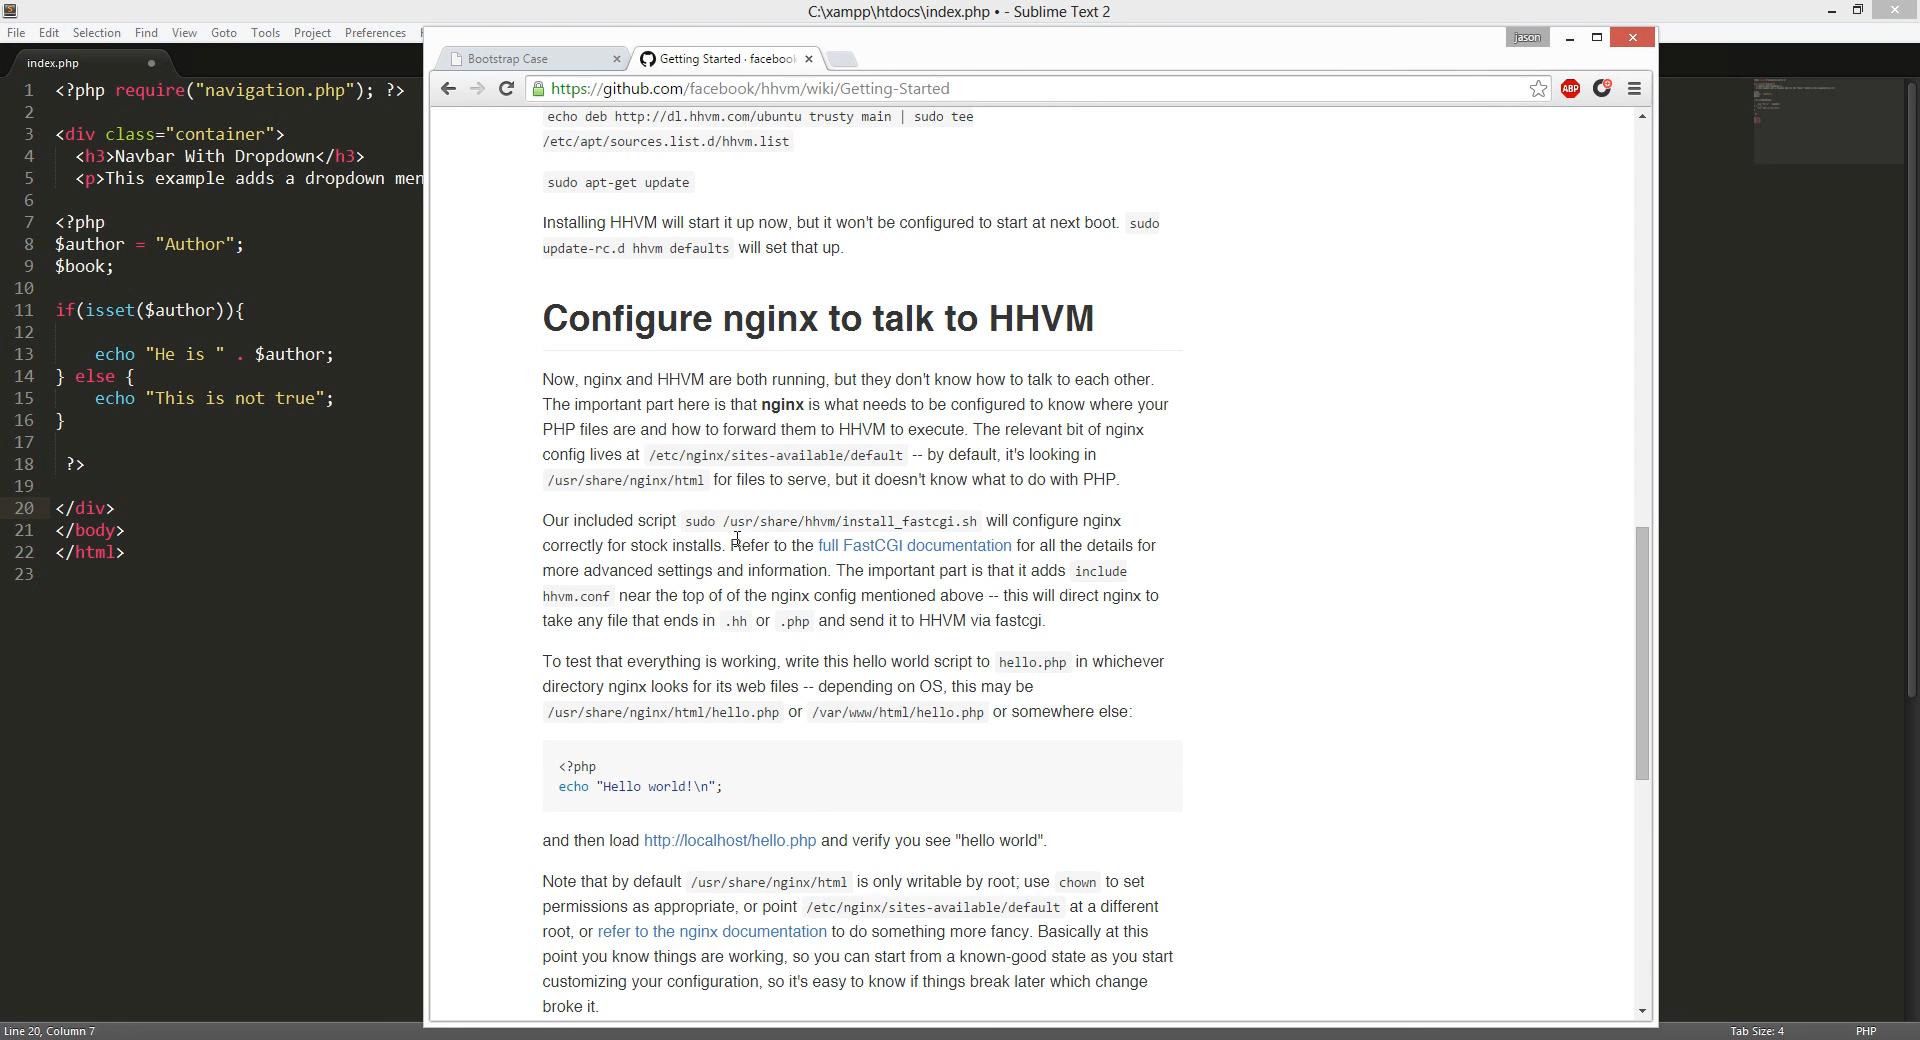 C:\xampp\htdocs\index.php • - Sublime Text 2
File Edit Selection Find View Goto Tools Project Preferences
index.php
1 <?php require("navigation.php"); ?>
2
3 <div class="container">
4 <h3>Navbar With Dropdown</h3>
5 <p>This example adds a dropdown men
6
7 <?php
8 $author = "Author";
9 $book;
10
11 if(isset($author)){
12
13 echo "He is " . $author;
14 } else {
15 echo "This is not true";
16 }
17
18 ?>
19
20 </div>
21 </body>
22 </html>
23
Line 20, Column 7
Tab Size: 4
PHP
jason
Bootstrap Case
Getting Started · facebook
https://github.com/facebook/hhvm/wiki/Getting-Started
ABP
echo deb http://dl.hhvm.com/ubuntu trusty main | sudo tee
/etc/apt/sources.list.d/hhvm.list
sudo apt-get update
Installing HHVM will start it up now, but it won't be configured to start at next boot. sudo
update-rc.d hhvm defaults will set that up.
Configure nginx to talk to HHVM
Now, nginx and HHVM are both running, but they don't know how to talk to each other.
The important part here is that nginx is what needs to be configured to know where your
PHP files are and how to forward them to HHVM to execute. The relevant bit of nginx
config lives at /etc/nginx/sites-available/default -- by default, it's looking in
/usr/share/nginx/html for files to serve, but it doesn't know what to do with PHP.
Our included script sudo /usr/share/hhvm/install_fastcgi.sh will configure nginx
correctly for stock installs. Refer to the full FastCGI documentation for all the details for
more advanced settings and information. The important part is that it adds include
hhvm.conf near the top of of the nginx config mentioned above -- this will direct nginx to
take any file that ends in .hh or .php and send it to HHVM via fastcgi.
To test that everything is working, write this hello world script to hello.php in whichever
directory nginx looks for its web files -- depending on OS, this may be
/usr/share/nginx/html/hello.php or /var/www/html/hello.php or somewhere else:
<?php
echo "Hello world!\n";
and then load http://localhost/hello.php and verify you see "hello world".
Note that by default /usr/share/nginx/html is only writable by root; use chown to set
permissions as appropriate, or point /etc/nginx/sites-available/default at a different
root, or refer to the nginx documentation to do something more fancy. Basically at this
point you know things are working, so you can start from a known-good state as you start
customizing your configuration, so it's easy to know if things break later which change
broke it.